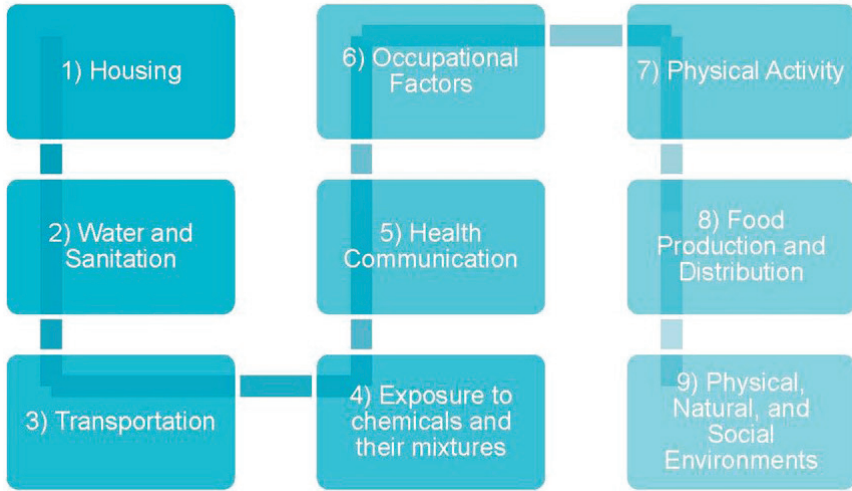 1) Housing
2) Water and
Sanitation
3) Transportation
4) Exposure to
chemicals and
their mixtures
5) Health
Communication
6) Occupational
Factors
7) Physical Activity
8) Food
Production and
Distribution
9) Physical,
Natural, and
Social
Environments